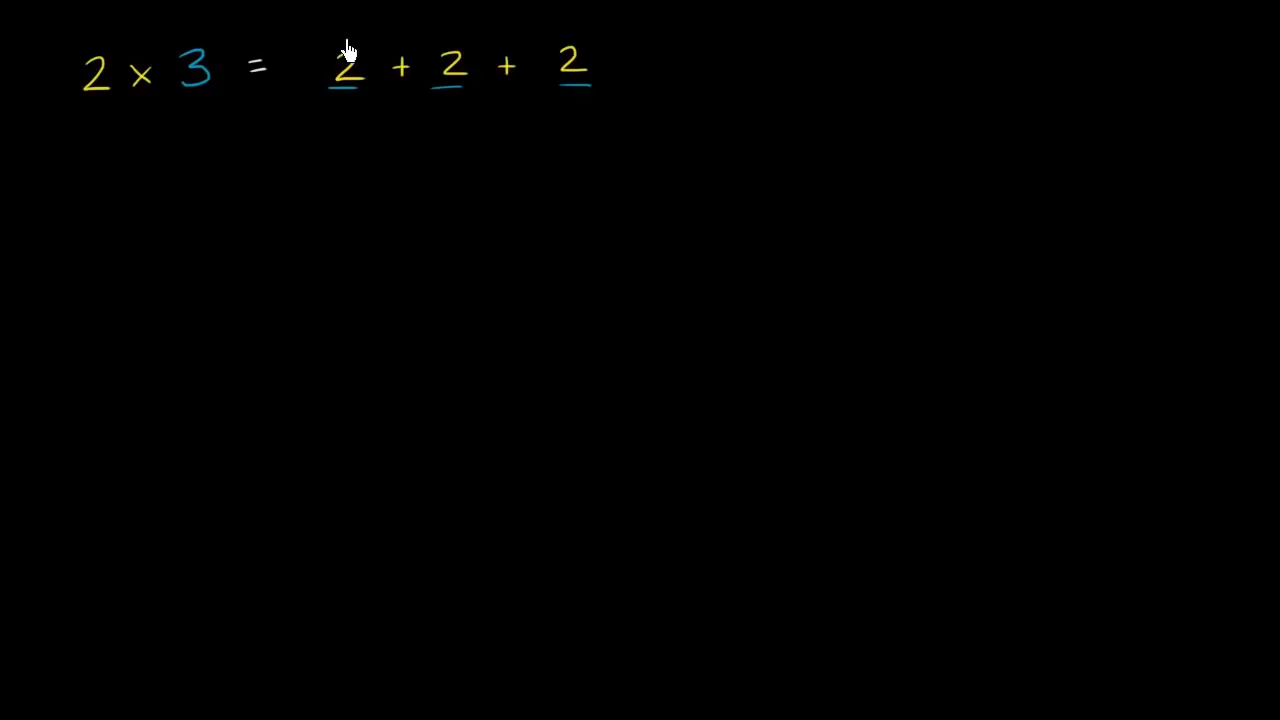 2 × 3 = 2 + 2 + 2